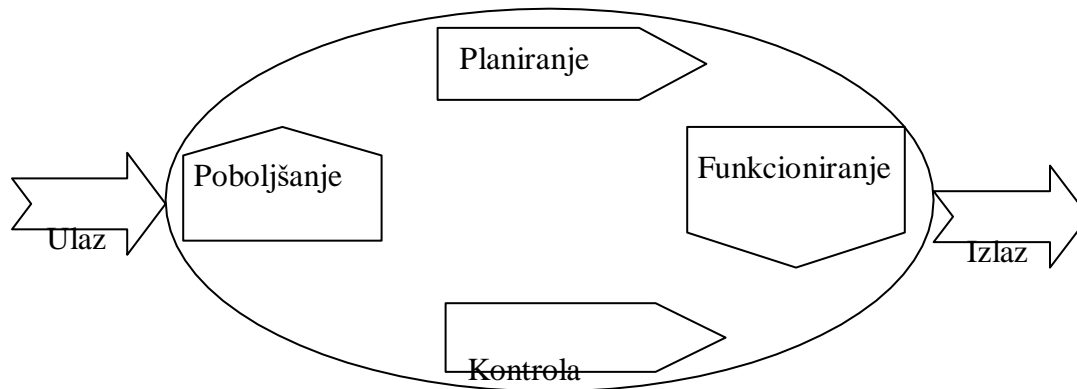 Planiranje
Poboljšanje
Funkcioniranje
Ulaz
Izlaz
Kontrola